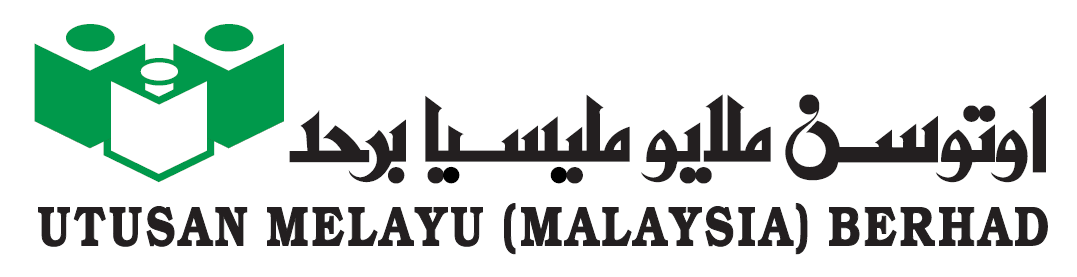 اوتوسن ملايو مليسيا برحد
UTUSAN MELAYU (MALAYSIA) BERHAD